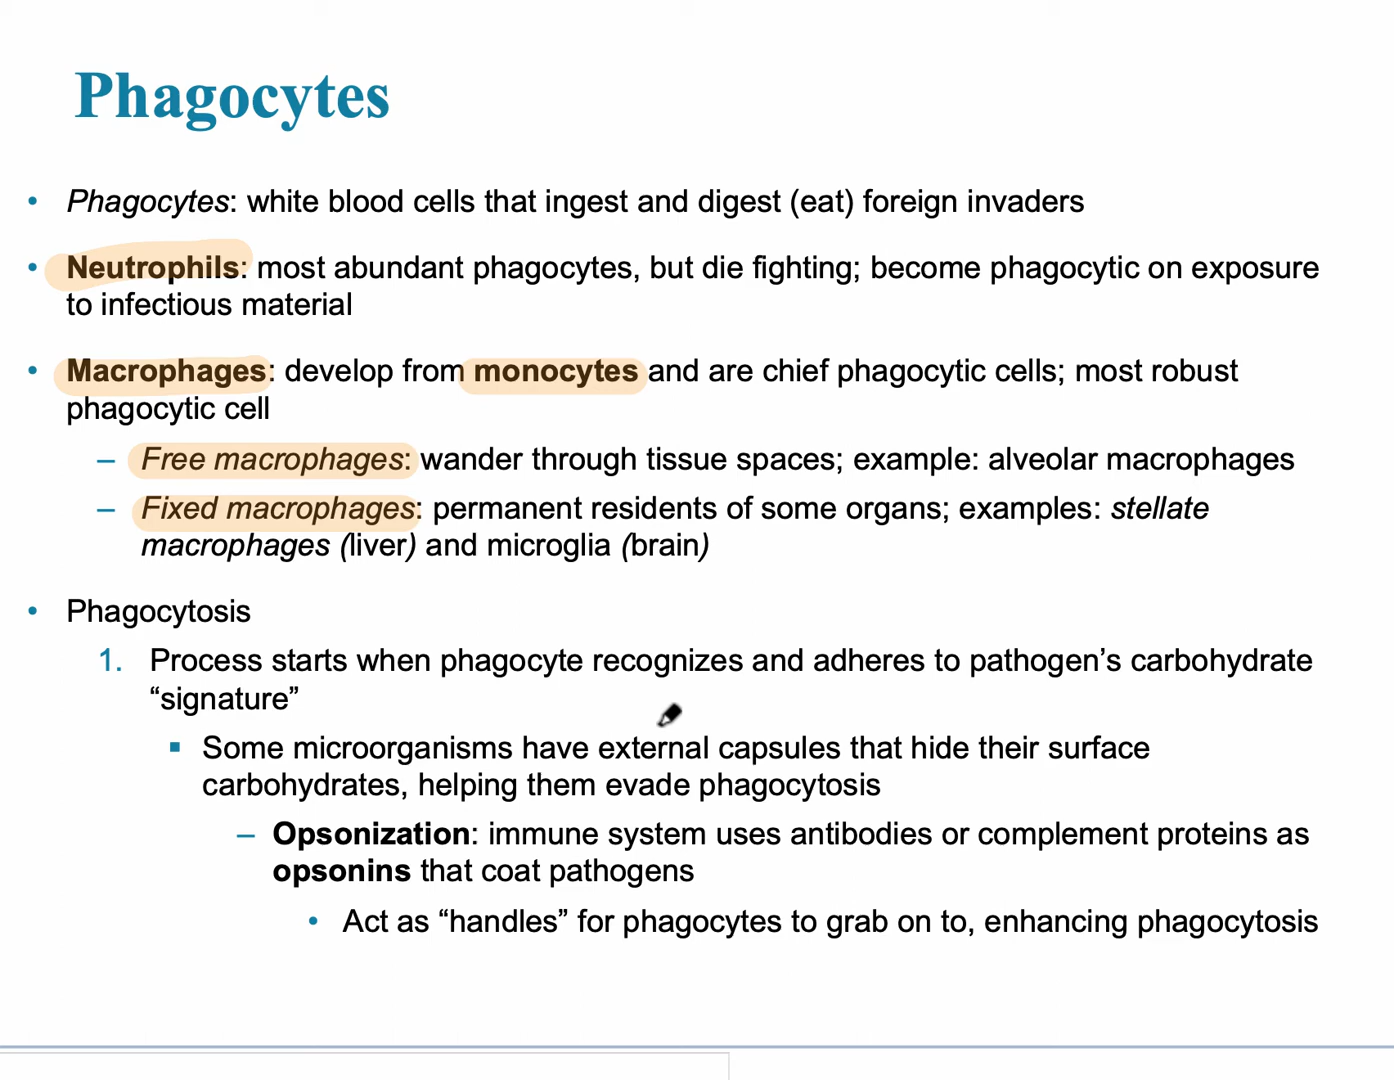 Phagocytes
• Phagocytes: white blood cells that ingest and digest (eat) foreign invaders
• Neutrophils: most abundant phagocytes, but die fighting; become phagocytic on exposure
to infectious material
• Macrophages: develop from monocytes and are chief phagocytic cells; most robust
phagocytic cell
– Free macrophages: wander through tissue spaces; example: alveolar macrophages
– Fixed macrophages: permanent residents of some organs; examples: stellate
macrophages (liver) and microglia (brain)
• Phagocytosis
1. Process starts when phagocyte recognizes and adheres to pathogen’s carbohydrate
“signature”
▪ Some microorganisms have external capsules that hide their surface
carbohydrates, helping them evade phagocytosis
– Opsonization: immune system uses antibodies or complement proteins as
opsonins that coat pathogens
• Act as “handles” for phagocytes to grab on to, enhancing phagocytosis